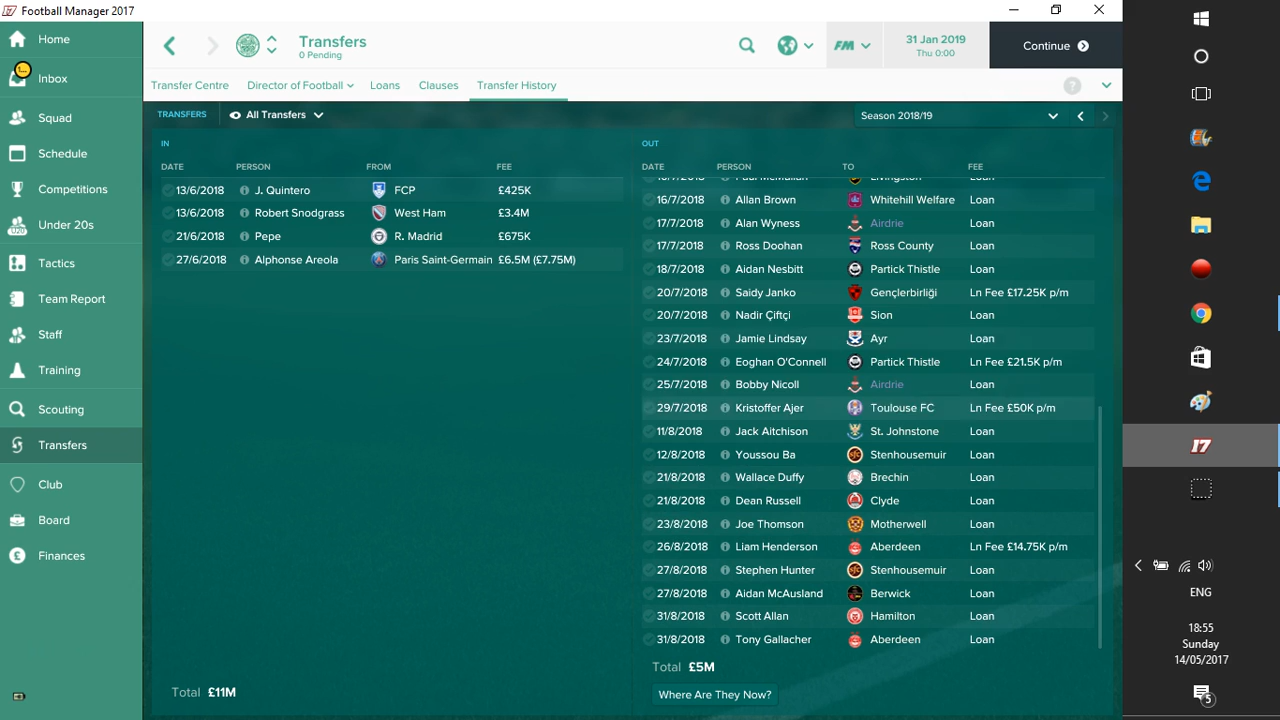 Football Manager 2017
Home
Inbox
Squad
Schedule
Competitions
Under 20s
Tactics
Team Report
Staff
Training
Scouting
Transfers
Club
Board
Finances
Transfers
0 Pending
FM
31 Jan 2019
Thu 0:00
Continue
Transfer Centre Director of Football Loans Clauses Transfer History
?
TRANSFERS All Transfers
Season 2018/19
IN
DATE PERSON FROM FEE
13/6/2018 J. Quintero FCP £425K
13/6/2018 Robert Snodgrass West Ham £3.4M
21/6/2018 Pepe R. Madrid £675K
27/6/2018 Alphonse Areola Paris Saint-Germain £6.5M (£7.75M)
Total £11M
OUT
DATE PERSON TO FEE
16/7/2018 Paul McMullan Livingston Loan
16/7/2018 Allan Brown Whitehill Welfare Loan
17/7/2018 Alan Wyness Airdrie Loan
17/7/2018 Ross Doohan Ross County Loan
18/7/2018 Aidan Nesbitt Partick Thistle Loan
20/7/2018 Saidy Janko Gençlerbirliği Ln Fee £17.25K p/m
20/7/2018 Nadir Çiftçi Sion Loan
23/7/2018 Jamie Lindsay Ayr Loan
24/7/2018 Eoghan O'Connell Partick Thistle Ln Fee £21.5K p/m
25/7/2018 Bobby Nicoll Airdrie Loan
29/7/2018 Kristoffer Ajer Toulouse FC Ln Fee £50K p/m
11/8/2018 Jack Aitchison St. Johnstone Loan
12/8/2018 Youssou Ba Stenhousemuir Loan
21/8/2018 Wallace Duffy Brechin Loan
21/8/2018 Dean Russell Clyde Loan
23/8/2018 Joe Thomson Motherwell Loan
26/8/2018 Liam Henderson Aberdeen Ln Fee £14.75K p/m
27/8/2018 Stephen Hunter Stenhousemuir Loan
27/8/2018 Aidan McAusland Berwick Loan
31/8/2018 Scott Allan Hamilton Loan
31/8/2018 Tony Gallacher Aberdeen Loan
Total £5M
Where Are They Now?
17
ENG
18:55
Sunday
14/05/2017
5